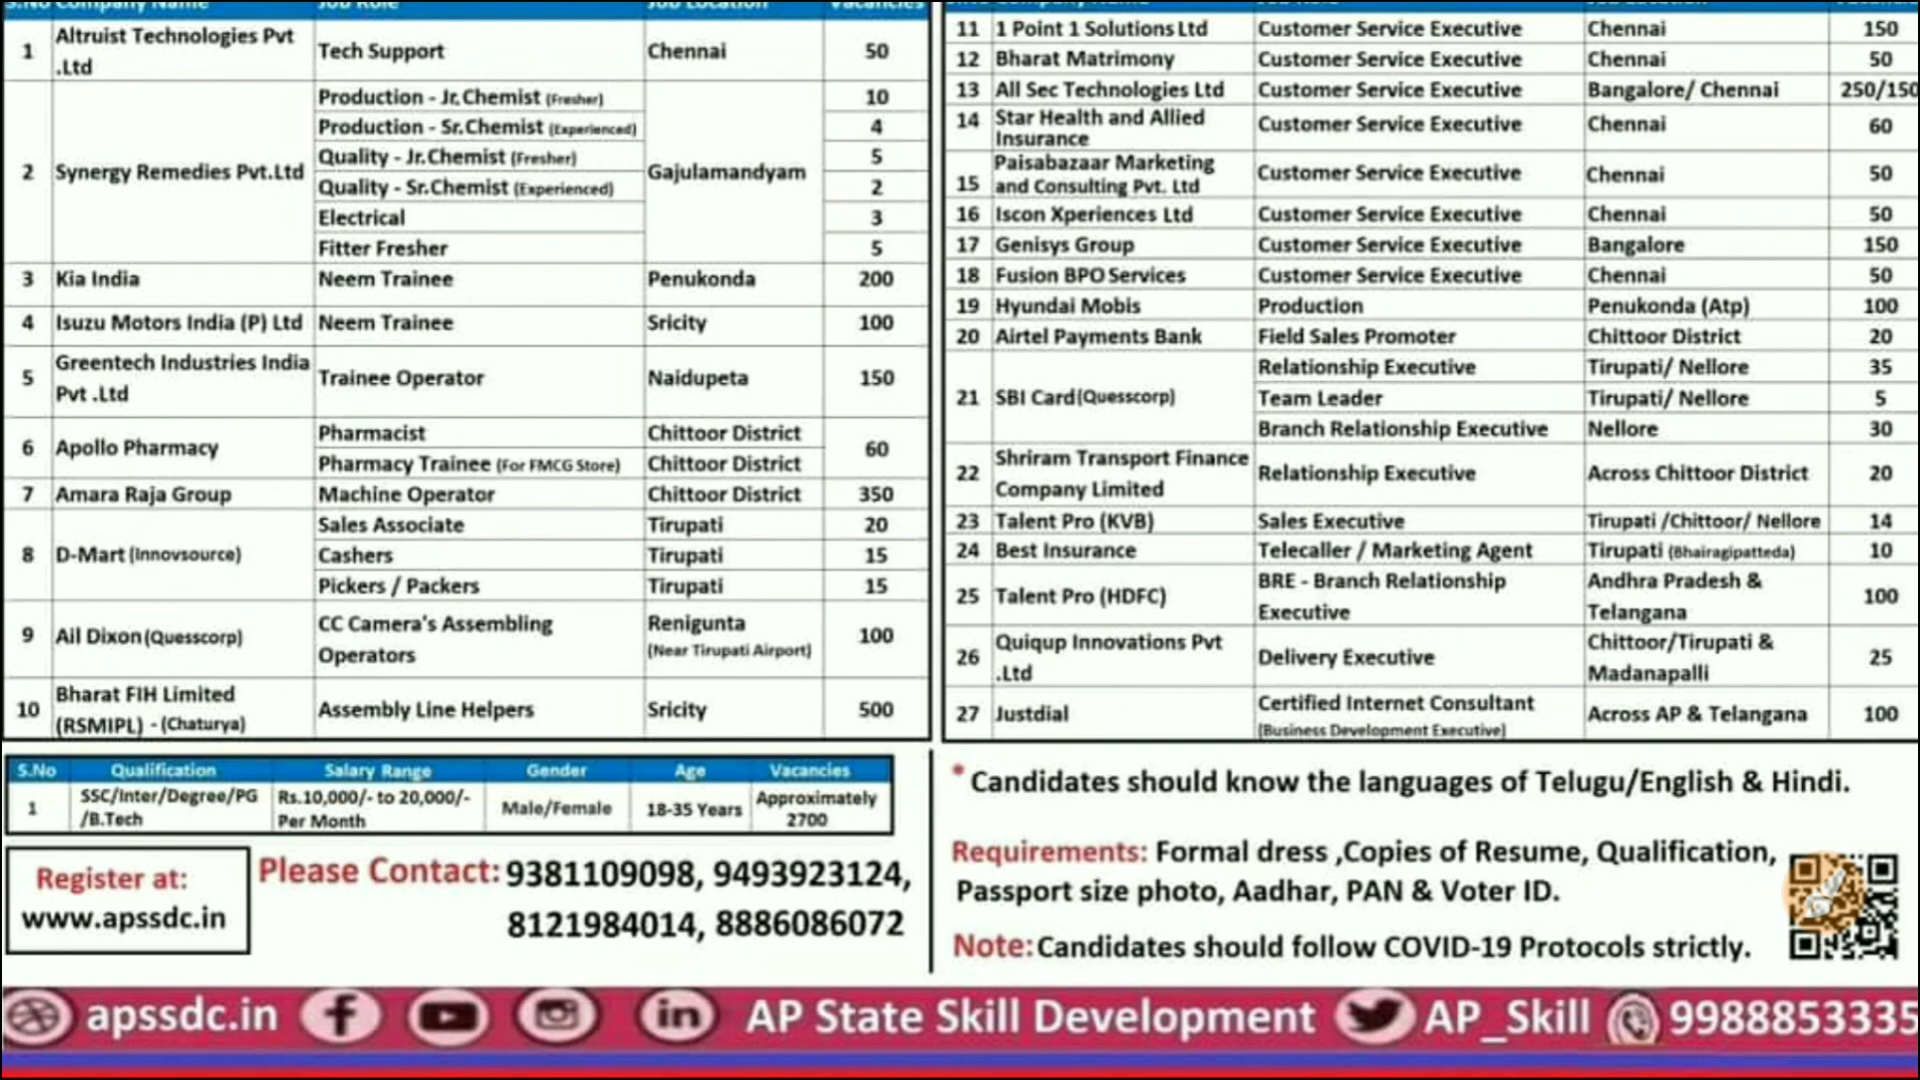 S.No Company Name Job Role Job Location Vacancies
1 Altruist Technologies Pvt .Ltd Tech Support Chennai 50
2 Synergy Remedies Pvt.Ltd Production - Jr.Chemist (Fresher) Gajulamandyam 10
Production - Sr.Chemist (Experienced) 4
Quality - Jr.Chemist (Fresher) 5
Quality - Sr.Chemist (Experienced) 2
Electrical 3
Fitter Fresher 5
3 Kia India Neem Trainee Penukonda 200
4 Isuzu Motors India (P) Ltd Neem Trainee Sricity 100
5 Greentech Industries India Pvt .Ltd Trainee Operator Naidupeta 150
6 Apollo Pharmacy Pharmacist Chittoor District 60
Pharmacy Trainee (For FMCG Store) Chittoor District
7 Amara Raja Group Machine Operator Chittoor District 350
8 D-Mart (Innovsource) Sales Associate Tirupati 20
Cashers Tirupati 15
Pickers / Packers Tirupati 15
9 Ail Dixon (Quesscorp) CC Camera's Assembling Operators Renigunta (Near Tirupati Airport) 100
10 Bharat FIH Limited (RSMIPL) - (Chaturya) Assembly Line Helpers Sricity 500
11 1 Point 1 Solutions Ltd Customer Service Executive Chennai 150
12 Bharat Matrimony Customer Service Executive Chennai 50
13 All Sec Technologies Ltd Customer Service Executive Bangalore/ Chennai 250/150
14 Star Health and Allied Insurance Customer Service Executive Chennai 60
15 Paisabazaar Marketing and Consulting Pvt. Ltd Customer Service Executive Chennai 50
16 Iscon Xperiences Ltd Customer Service Executive Chennai 50
17 Genisys Group Customer Service Executive Bangalore 150
18 Fusion BPO Services Customer Service Executive Chennai 50
19 Hyundai Mobis Production Penukonda (Atp) 100
20 Airtel Payments Bank Field Sales Promoter Chittoor District 20
21 SBI Card (Quesscorp) Relationship Executive Tirupati/ Nellore 35
Team Leader Tirupati/ Nellore 5
Branch Relationship Executive Nellore 30
22 Shriram Transport Finance Company Limited Relationship Executive Across Chittoor District 20
23 Talent Pro (KVB) Sales Executive Tirupati /Chittoor/ Nellore 14
24 Best Insurance Telecaller / Marketing Agent Tirupati (Bhairagipatteda) 10
25 Talent Pro (HDFC) BRE - Branch Relationship Executive Andhra Pradesh & Telangana 100
26 Quiqup Innovations Pvt .Ltd Delivery Executive Chittoor/Tirupati & Madanapalli 25
27 Justdial Certified Internet Consultant (Business Development Executive) Across AP & Telangana 100
S.No Qualification Salary Range Gender Age Vacancies
1 SSC/Inter/Degree/PG /B.Tech Rs.10,000/- to 20,000/- Per Month Male/Female 18-35 Years Approximately 2700
Register at:
www.apssdc.in
Please Contact: 9381109098, 9493923124,
8121984014, 8886086072
* Candidates should know the languages of Telugu/English & Hindi.
Requirements: Formal dress ,Copies of Resume, Qualification,
Passport size photo, Aadhar, PAN & Voter ID.
Note: Candidates should follow COVID-19 Protocols strictly.
apssdc.in AP State Skill Development AP_Skill 9988853335